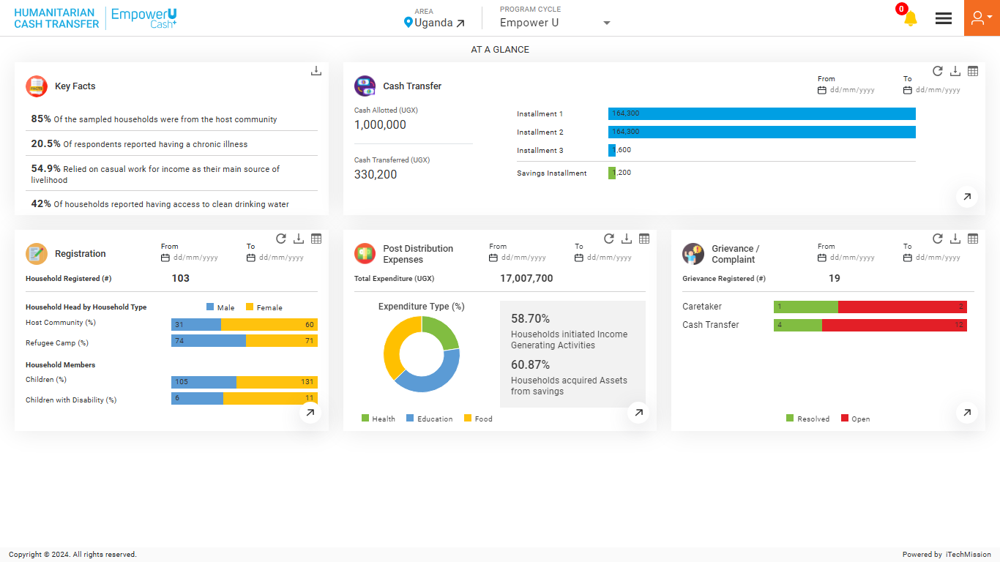 HUMANITARIAN
CASH TRANSFER
EmpowerU
Cash+
AREA
Uganda
PROGRAM CYCLE
Empower U
0
AT A GLANCE
FACTS
Key Facts
85% Of the sampled households were from the host community
20.5% Of respondents reported having a chronic illness
54.9% Relied on casual work for income as their main source of
livelihood
42% Of households reported having access to clean drinking water
Cash Transfer
From
dd/mm/yyyy
To
dd/mm/yyyy
Cash Allotted (UGX)
1,000,000
Cash Transferred (UGX)
330,200
Installment 1 164,300
Installment 2 164,300
Installment 3 1,600
Savings Installment 1,200
Registration
From
dd/mm/yyyy
To
dd/mm/yyyy
Household Registered (#) 103
Household Head by Household Type Male Female
Host Community (%) 31 60
Refugee Camp (%) 74 71
Household Members
Children (%) 105 131
Children with Disability (%) 6 11
Post Distribution
Expenses
From
dd/mm/yyyy
To
dd/mm/yyyy
Total Expenditure (UGX) 17,007,700
Expenditure Type (%)
58.70%
Households initiated Income
Generating Activities
60.87%
Households acquired Assets
from savings
Health Education Food
Grievance /
Complaint
From
dd/mm/yyyy
To
dd/mm/yyyy
Grievance Registered (#) 19
Caretaker 1 2
Cash Transfer 4 12
Resolved Open
Copyright © 2024. All rights reserved.
Powered by iTechMission